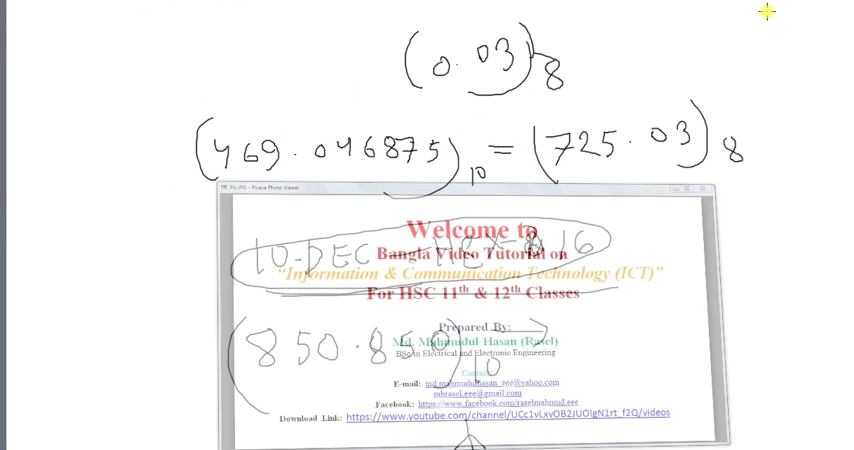 (0.03)8
(469.046875)10 = (725.03)8
Pic.JPG - Picasa Photo Viewer
Welcome to
10-DEC - HEX-16
Bangla Video Tutorial on
"Information & Communication Technology (ICT)"
For HSC 11th & 12th Classes
Prepared By:
(850.850)10
Md. Mahmudul Hasan (Rasel)
BSc in Electrical and Electronic Engineering
Contact:
E-mail: md.mahmudulhasan_eee@yahoo.com
mhrasel.eee@gmail.com
Facebook: https://www.facebook.com/raselmahmud.eee
Download Link: https://www.youtube.com/channel/UCc1vLxvOB2JUOIgN1rt_f2Q/videos